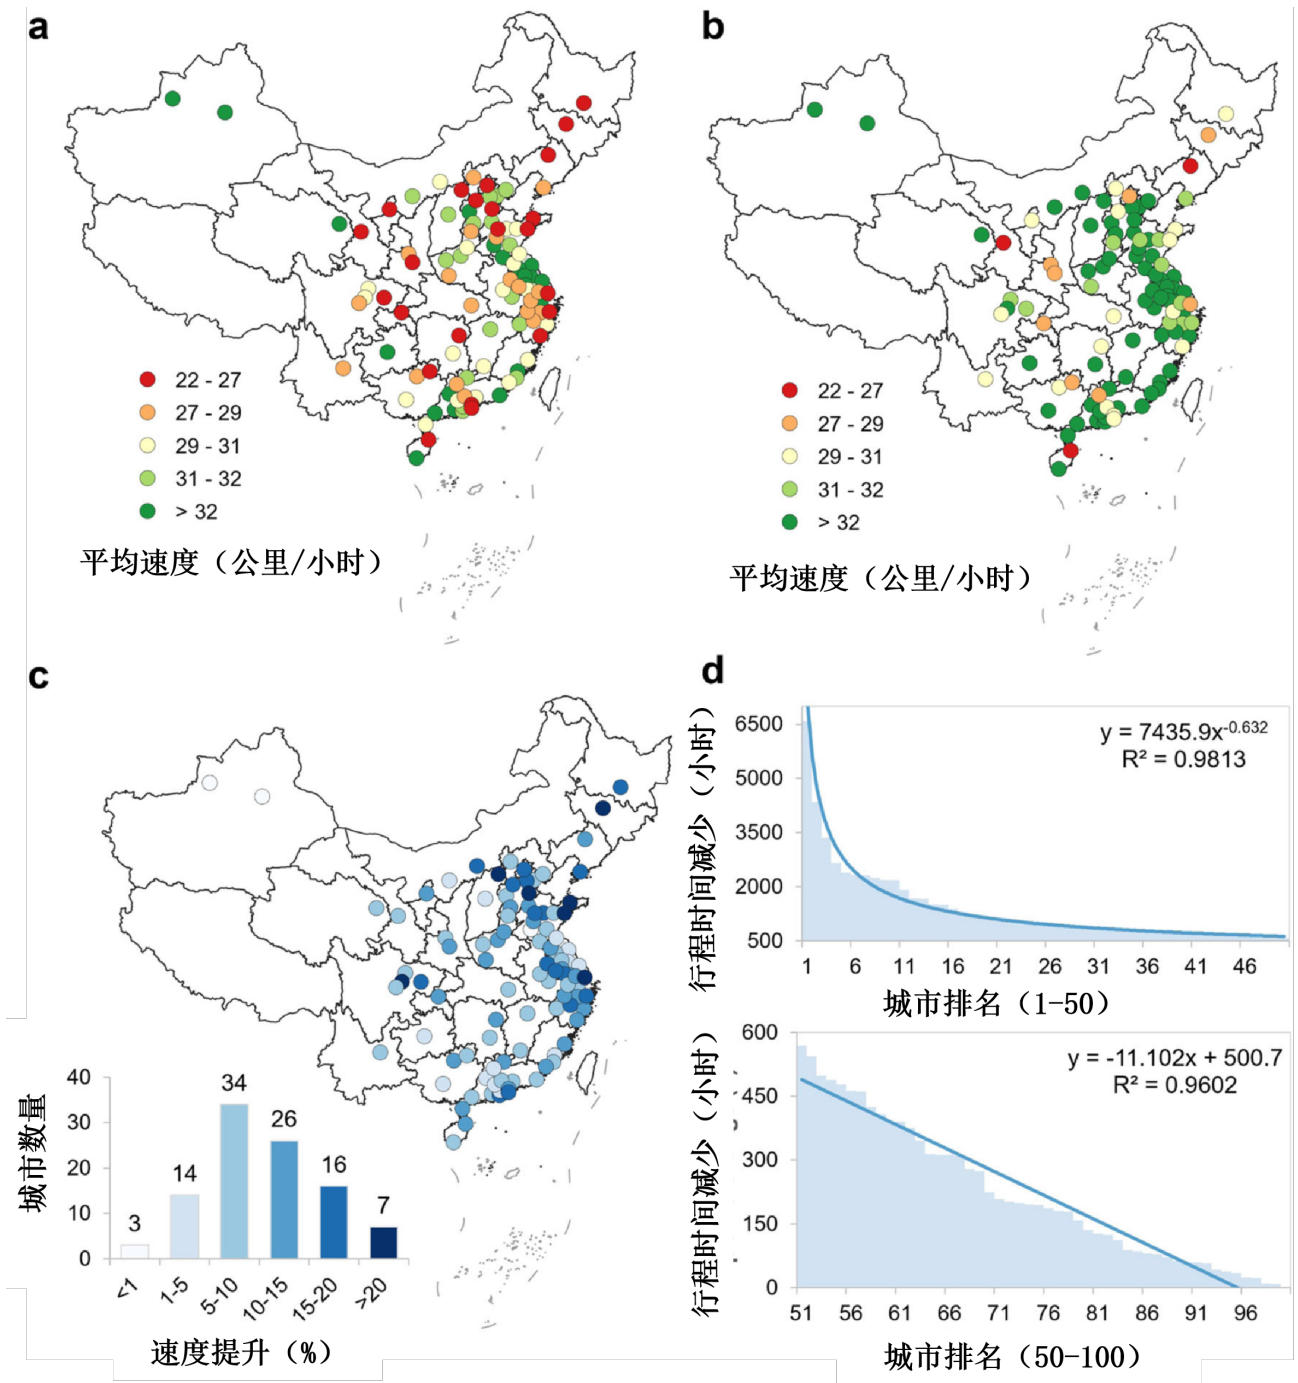 a
22 - 27
27 - 29
29 - 31
31 - 32
> 32
平均速度（公里/小时）
b
22 - 27
27 - 29
29 - 31
31 - 32
> 32
平均速度（公里/小时）
c
城市数量
40
30
20
10
0
3
14
34
26
16
7
<1
1-5
5-10
10-15
15-20
>20
速度提升（%）
d
行程时间减少（小时）
6500
5000
3500
2000
500
y = 7435.9x^-0.632
R² = 0.9813
1 6 11 16 21 26 31 36 41 46
城市排名（1-50）
行程时间减少（小时）
600
450
300
150
0
y = -11.102x + 500.7
R² = 0.9602
51 56 61 66 71 76 81 86 91 96
城市排名（50-100）